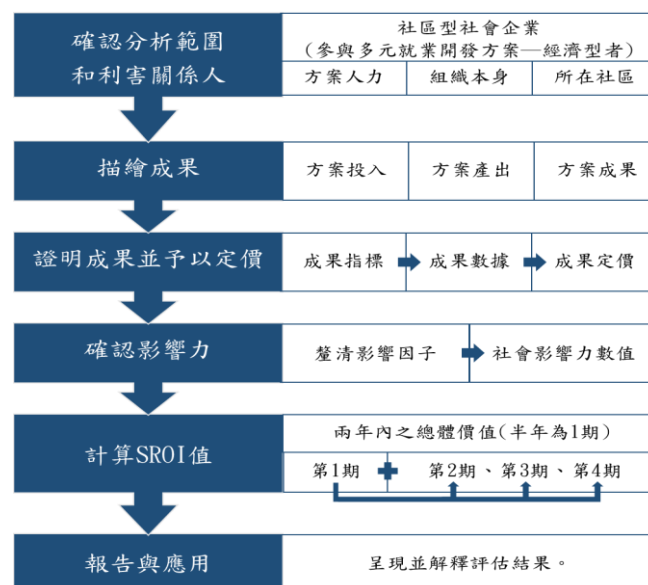 確認分析範圍
和利害關係人
社區型社會企業
（參與多元就業開發方案—經濟型者）
方案人力 組織本身 所在社區
描繪成果
方案投入 方案產出 方案成果
證明成果並予以定價
成果指標 成果數據 成果定價
確認影響力
釐清影響因子 社會影響力數值
計算SROI值
兩年內之總體價值(半年為1期)
第1期 第2期、第3期、第4期
報告與應用
呈現並解釋評估結果。